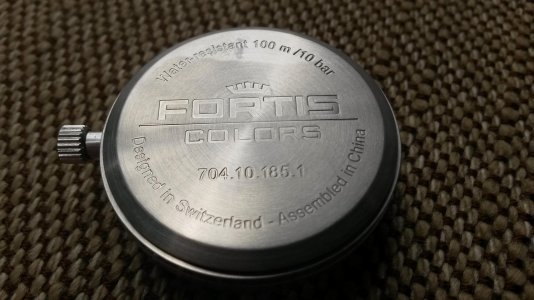 Water-resistant 100 m /10 bar
FORTIS
COLORS
704.10.185.1
Designed in Switzerland - Assembled in China